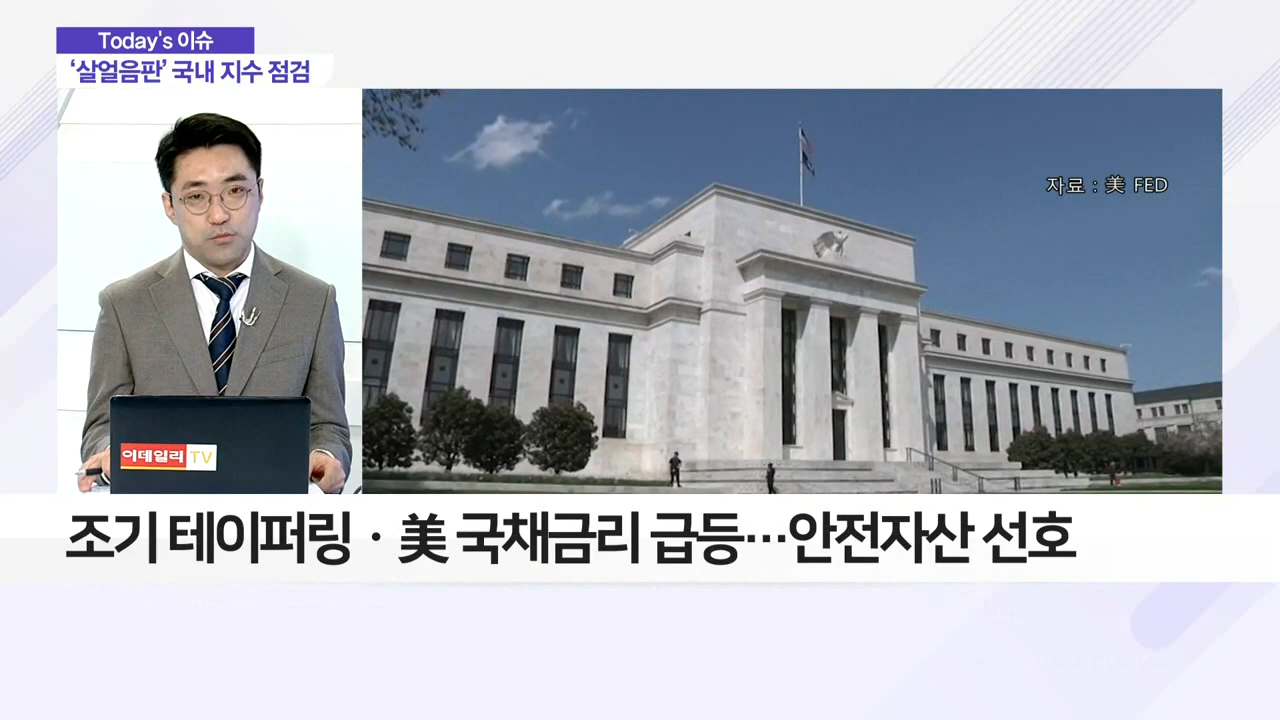 Today's 이슈
‘살얼음판’ 국내 지수 점검
자료 : 美 FED
이데일리 TV
조기 테이퍼링 · 美 국채금리 급등…안전자산 선호